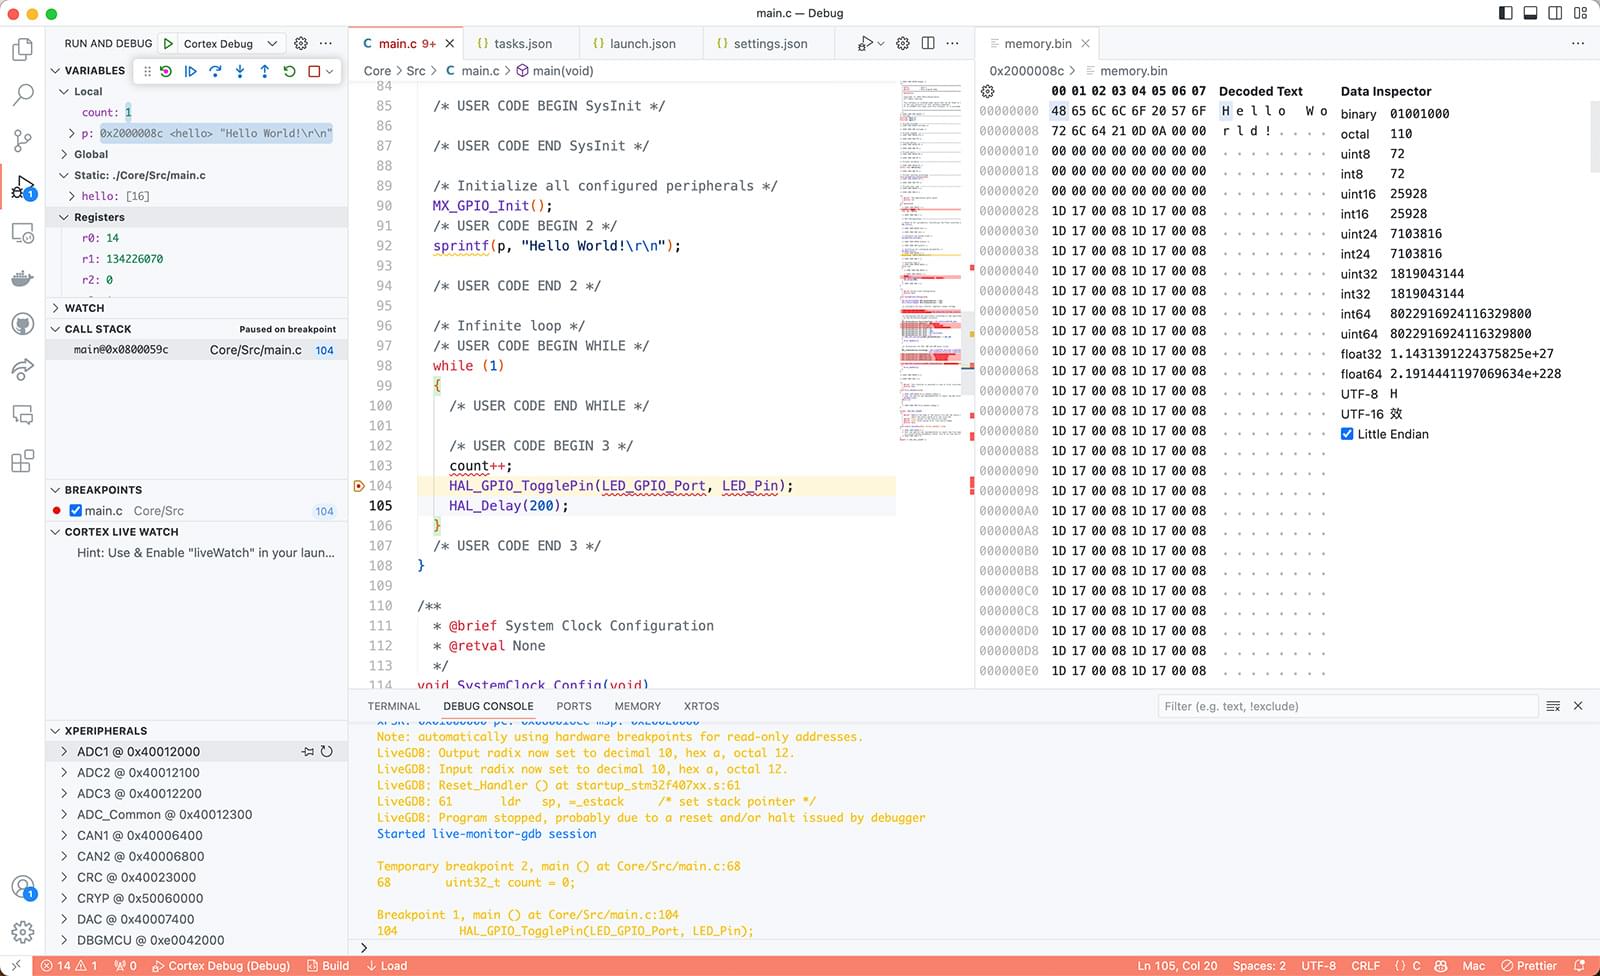 main.c — Debug
RUN AND DEBUG Cortex Debug
VARIABLES
Local
count: 1
p: 0x2000008c <hello> "Hello World!\r\n"
Global
Static: ./Core/Src/main.c
hello: [16]
Registers
r0: 14
r1: 134226070
r2: 0
WATCH
CALL STACK Paused on breakpoint
main@0x0800059c Core/Src/main.c 104
BREAKPOINTS
main.c Core/Src 104
CORTEX LIVE WATCH
Hint: Use & Enable "liveWatch" in your laun...
XPERIPHERALS
ADC1 @ 0x40012000
ADC2 @ 0x40012100
ADC3 @ 0x40012200
ADC_Common @ 0x40012300
CAN1 @ 0x40006400
CAN2 @ 0x40006800
CRC @ 0x40023000
CRYP @ 0x50060000
DAC @ 0x40007400
DBGMCU @ 0xe0042000
1
1
C main.c 9+ {} tasks.json {} launch.json {} settings.json
Core > Src > C main.c > main(void)
84
85 /* USER CODE BEGIN SysInit */
86
87 /* USER CODE END SysInit */
88
89 /* Initialize all configured peripherals */
90 MX_GPIO_Init();
91 /* USER CODE BEGIN 2 */
92 sprintf(p, "Hello World!\r\n");
93
94 /* USER CODE END 2 */
95
96 /* Infinite loop */
97 /* USER CODE BEGIN WHILE */
98 while (1)
99 {
100 /* USER CODE END WHILE */
101
102 /* USER CODE BEGIN 3 */
103 count++;
104 HAL_GPIO_TogglePin(LED_GPIO_Port, LED_Pin);
105 HAL_Delay(200);
106 }
107 /* USER CODE END 3 */
108 }
109
110 /**
111 * @brief System Clock Configuration
112 * @retval None
113 */
114 void SystemClock_Config(void)
memory.bin
0x2000008c > memory.bin
00 01 02 03 04 05 06 07 Decoded Text
00000000 48 65 6C 6C 6F 20 57 6F H e l l o W o
00000008 72 6C 64 21 0D 0A 00 00 r l d ! . . . .
00000010 00 00 00 00 00 00 00 00 . . . . . . . .
00000018 00 00 00 00 00 00 00 00 . . . . . . . .
00000020 00 00 00 00 00 00 00 00 . . . . . . . .
00000028 1D 17 00 08 1D 17 00 08 . . . . . . . .
00000030 1D 17 00 08 1D 17 00 08 . . . . . . . .
00000038 1D 17 00 08 1D 17 00 08 . . . . . . . .
00000040 1D 17 00 08 1D 17 00 08 . . . . . . . .
00000048 1D 17 00 08 1D 17 00 08 . . . . . . . .
00000050 1D 17 00 08 1D 17 00 08 . . . . . . . .
00000058 1D 17 00 08 1D 17 00 08 . . . . . . . .
00000060 1D 17 00 08 1D 17 00 08 . . . . . . . .
00000068 1D 17 00 08 1D 17 00 08 . . . . . . . .
00000070 1D 17 00 08 1D 17 00 08 . . . . . . . .
00000078 1D 17 00 08 1D 17 00 08 . . . . . . . .
00000080 1D 17 00 08 1D 17 00 08 . . . . . . . .
00000088 1D 17 00 08 1D 17 00 08 . . . . . . . .
00000090 1D 17 00 08 1D 17 00 08 . . . . . . . .
00000098 1D 17 00 08 1D 17 00 08 . . . . . . . .
000000A0 1D 17 00 08 1D 17 00 08 . . . . . . . .
000000A8 1D 17 00 08 1D 17 00 08 . . . . . . . .
000000B0 1D 17 00 08 1D 17 00 08 . . . . . . . .
000000B8 1D 17 00 08 1D 17 00 08 . . . . . . . .
000000C0 1D 17 00 08 1D 17 00 08 . . . . . . . .
000000C8 1D 17 00 08 1D 17 00 08 . . . . . . . .
000000D0 1D 17 00 08 1D 17 00 08 . . . . . . . .
000000D8 1D 17 00 08 1D 17 00 08 . . . . . . . .
000000E0 1D 17 00 08 1D 17 00 08 . . . . . . . .
Data Inspector
binary 01001000
octal 110
uint8 72
int8 72
uint16 25928
int16 25928
uint24 7103816
int24 7103816
uint32 1819043144
int32 1819043144
int64 8022916924116329800
uint64 8022916924116329800
float32 1.1431391224375825e+27
float64 2.1914441197069634e+228
UTF-8 H
UTF-16 效
Little Endian
TERMINAL DEBUG CONSOLE PORTS MEMORY XRTOS Filter (e.g. text, !exclude)
Note: automatically using hardware breakpoints for read-only addresses.
LiveGDB: Output radix now set to decimal 10, hex a, octal 12.
LiveGDB: Input radix now set to decimal 10, hex a, octal 12.
LiveGDB: Reset_Handler () at startup_stm32f407xx.s:61
LiveGDB: 61 ldr sp, =_estack /* set stack pointer */
LiveGDB: Program stopped, probably due to a reset and/or halt issued by debugger
Started live-monitor-gdb session
Temporary breakpoint 2, main () at Core/Src/main.c:68
68 uint32_t count = 0;
Breakpoint 1, main () at Core/Src/main.c:104
104 HAL_GPIO_TogglePin(LED_GPIO_Port, LED_Pin);
>
14 1 0 Cortex Debug (Debug) Build Load Ln 105, Col 20 Spaces: 2 UTF-8 CRLF {} C Mac Prettier